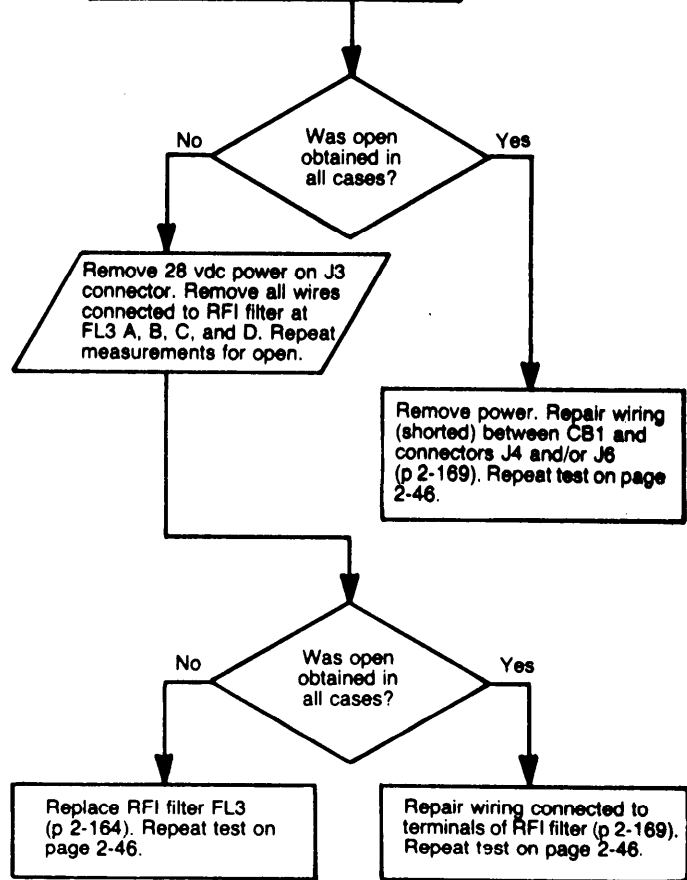 Was open
obtained in
all cases?
No
Yes
Remove 28 vdc power on J3
connector. Remove all wires
connected to RFI filter at
FL3 A, B, C, and D. Repeat
measurements for open.
Remove power. Repair wiring
(shorted) between CB1 and
connectors J4 and/or J6
(p 2-169). Repeat test on page
2-46.
Was open
obtained in
all cases?
No
Yes
Replace RFI filter FL3
(p 2-164). Repeat test on
page 2-46.
Repair wiring connected to
terminals of RFI filter (p 2-169).
Repeat test on page 2-46.